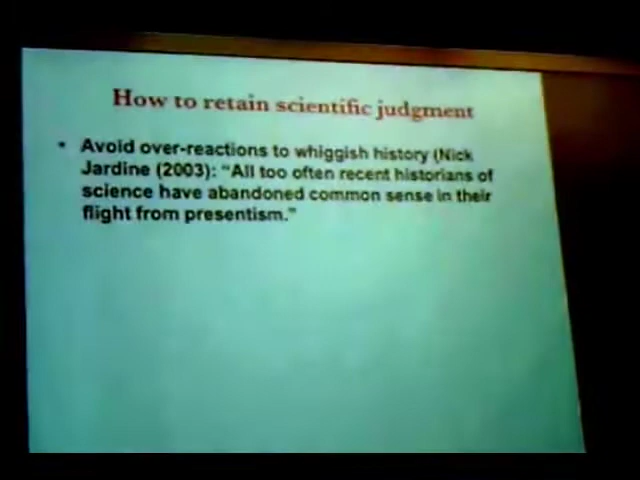 How to retain scientific judgment
• Avoid over-reactions to whiggish history (Nick
Jardine (2003): “All too often recent historians of
science have abandoned common sense in their
flight from presentism.”